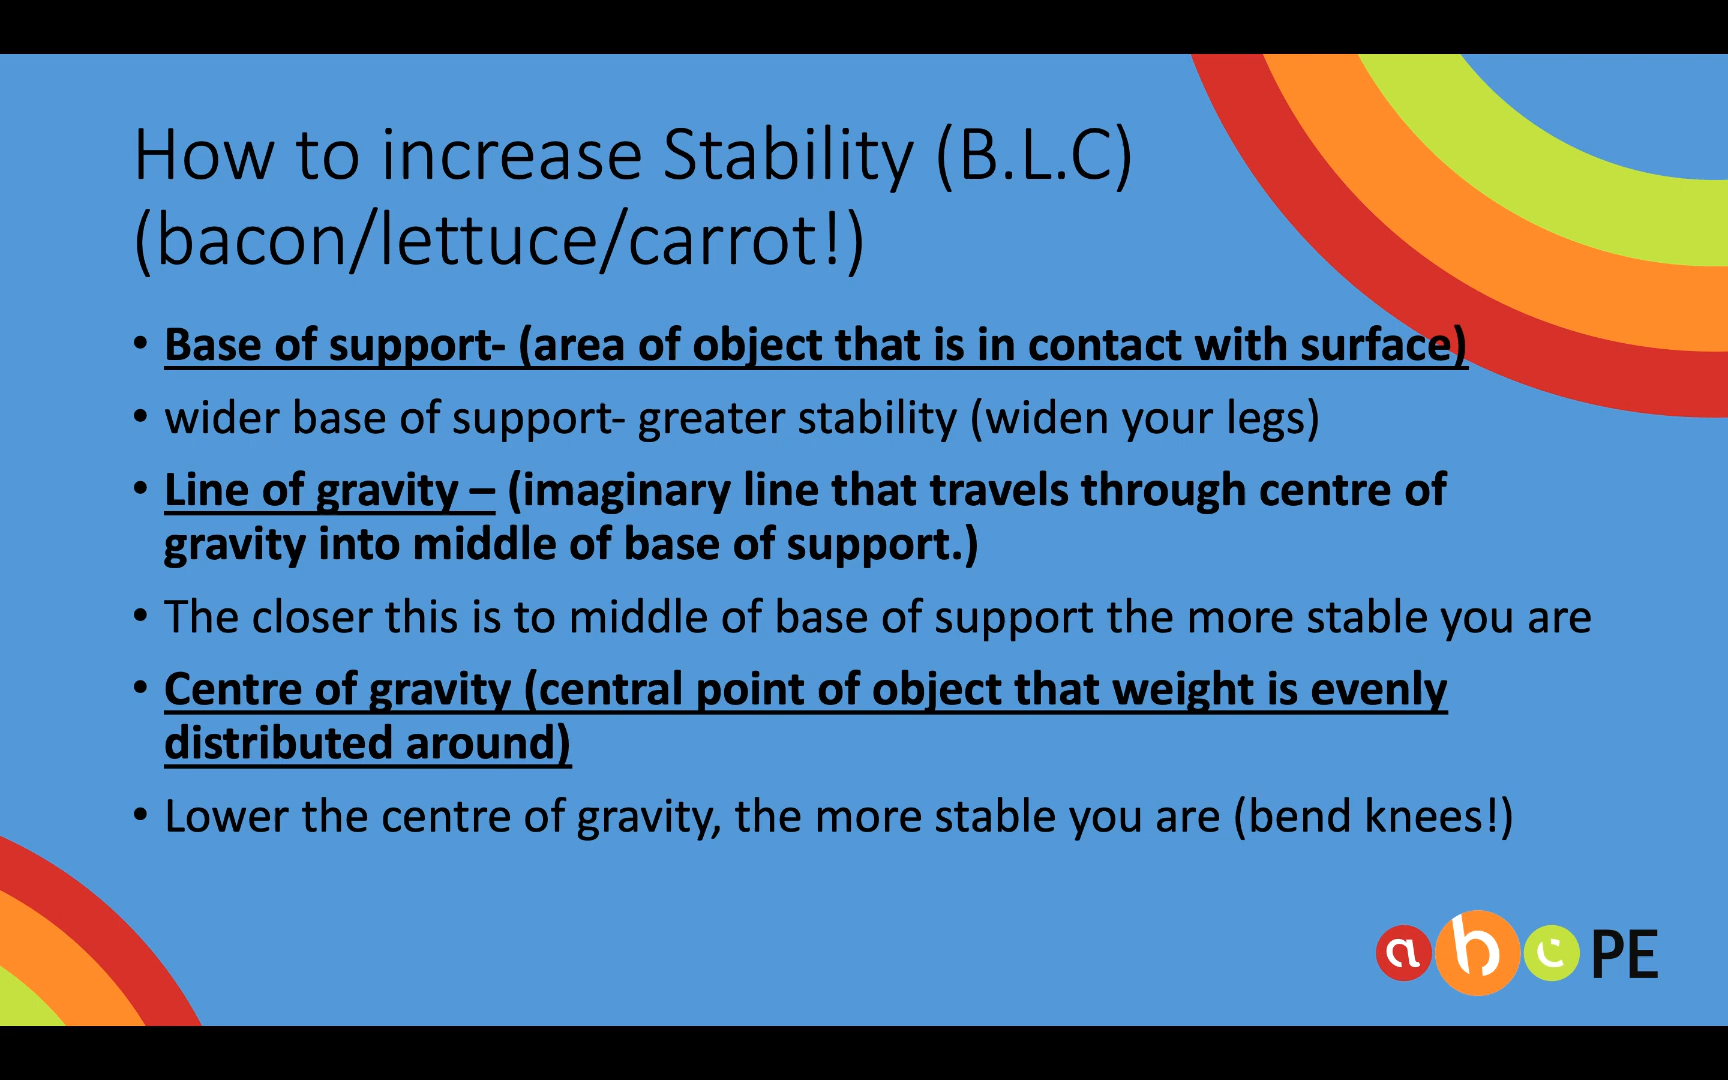 How to increase Stability (B.L.C)
(bacon/lettuce/carrot!)
• Base of support- (area of object that is in contact with surface)
• wider base of support- greater stability (widen your legs)
• Line of gravity – (imaginary line that travels through centre of
gravity into middle of base of support.)
• The closer this is to middle of base of support the more stable you are
• Centre of gravity (central point of object that weight is evenly
distributed around)
• Lower the centre of gravity, the more stable you are (bend knees!)
abc PE